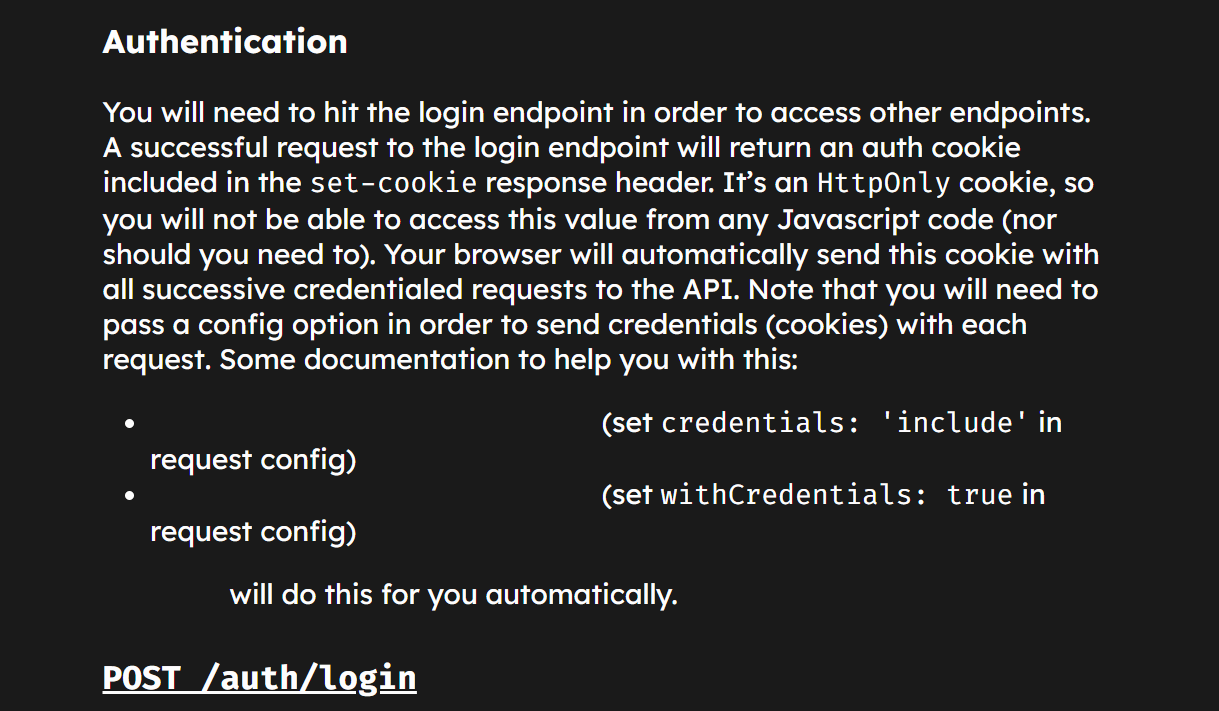 Authentication
You will need to hit the login endpoint in order to access other endpoints.
A successful request to the login endpoint will return an auth cookie
included in the set-cookie response header. It’s an HttpOnly cookie, so
you will not be able to access this value from any Javascript code (nor
should you need to). Your browser will automatically send this cookie with
all successive credentialed requests to the API. Note that you will need to
pass a config option in order to send credentials (cookies) with each
request. Some documentation to help you with this:
• (set credentials: 'include' in
request config)
• (set withCredentials: true in
request config)
will do this for you automatically.
POST /auth/login